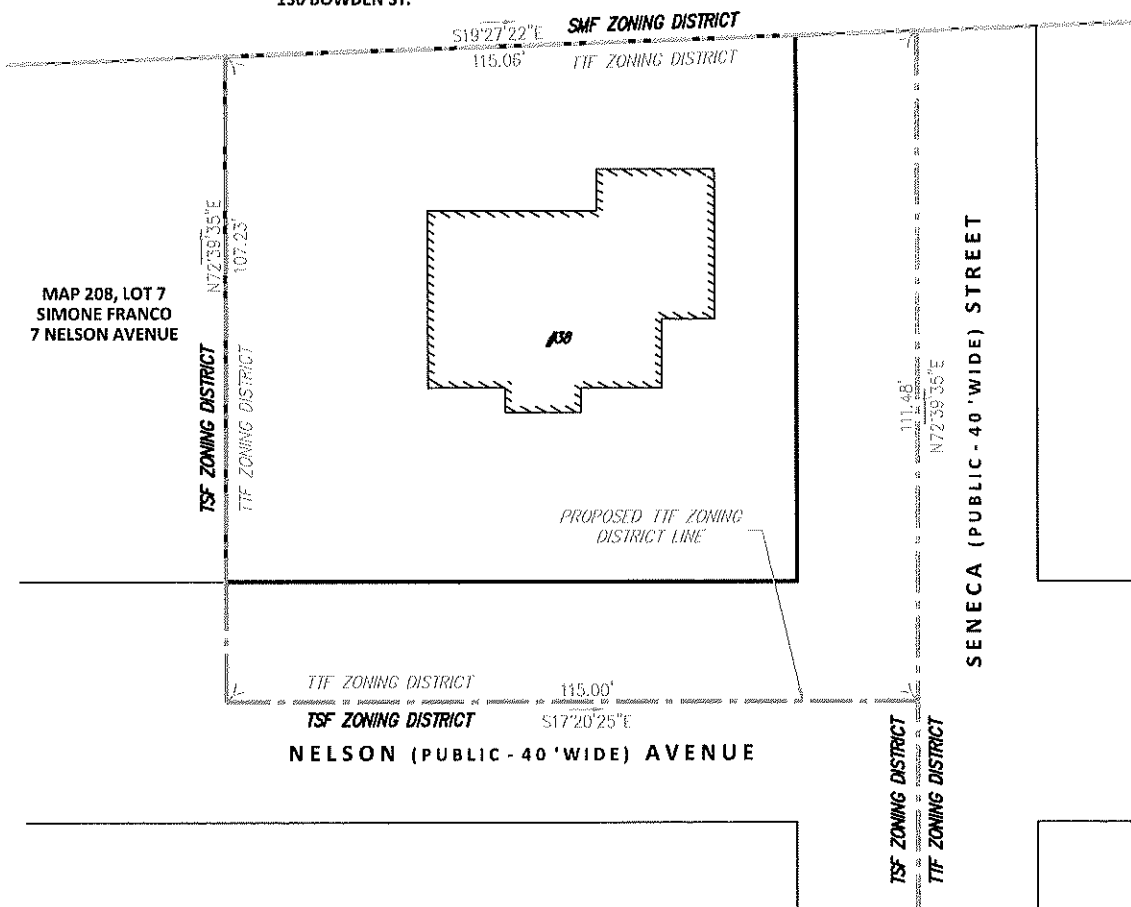 S19°27'22"E
115.06'
SMF ZONING DISTRICT
TTF ZONING DISTRICT
N72°39'35"E
107.23'
MAP 208, LOT 7
SIMONE FRANCO
7 NELSON AVENUE
TSF ZONING DISTRICT
TTF ZONING DISTRICT
#38
PROPOSED TTF ZONING
DISTRICT LINE
111.48'
N72°39'35"E
SENECA (PUBLIC - 40 'WIDE) STREET
TTF ZONING DISTRICT
115.00'
TSF ZONING DISTRICT
S17°20'25"E
NELSON (PUBLIC - 40 'WIDE) AVENUE
TSF ZONING DISTRICT
TTF ZONING DISTRICT